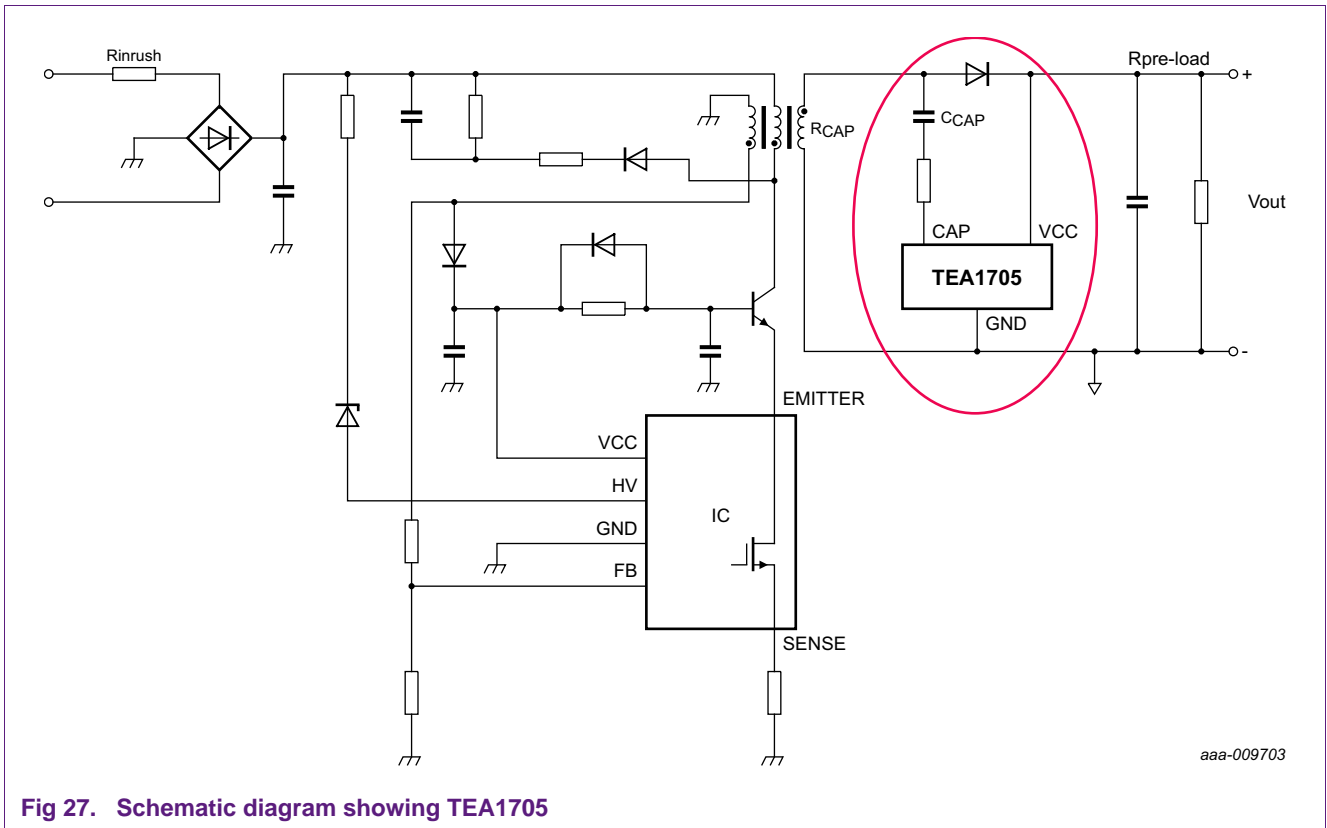 Rinrush
Rpre-load
+
CCAP
RCAP
Vout
CAP
VCC
TEA1705
GND
-
EMITTER
VCC
HV
IC
GND
FB
SENSE
aaa-009703
Fig 27. Schematic diagram showing TEA1705